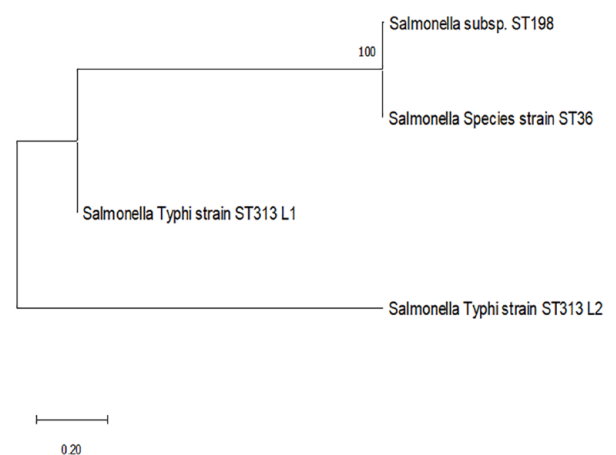 Salmonella subsp. ST198
100
Salmonella Species strain ST36
Salmonella Typhi strain ST313 L1
Salmonella Typhi strain ST313 L2
0.20